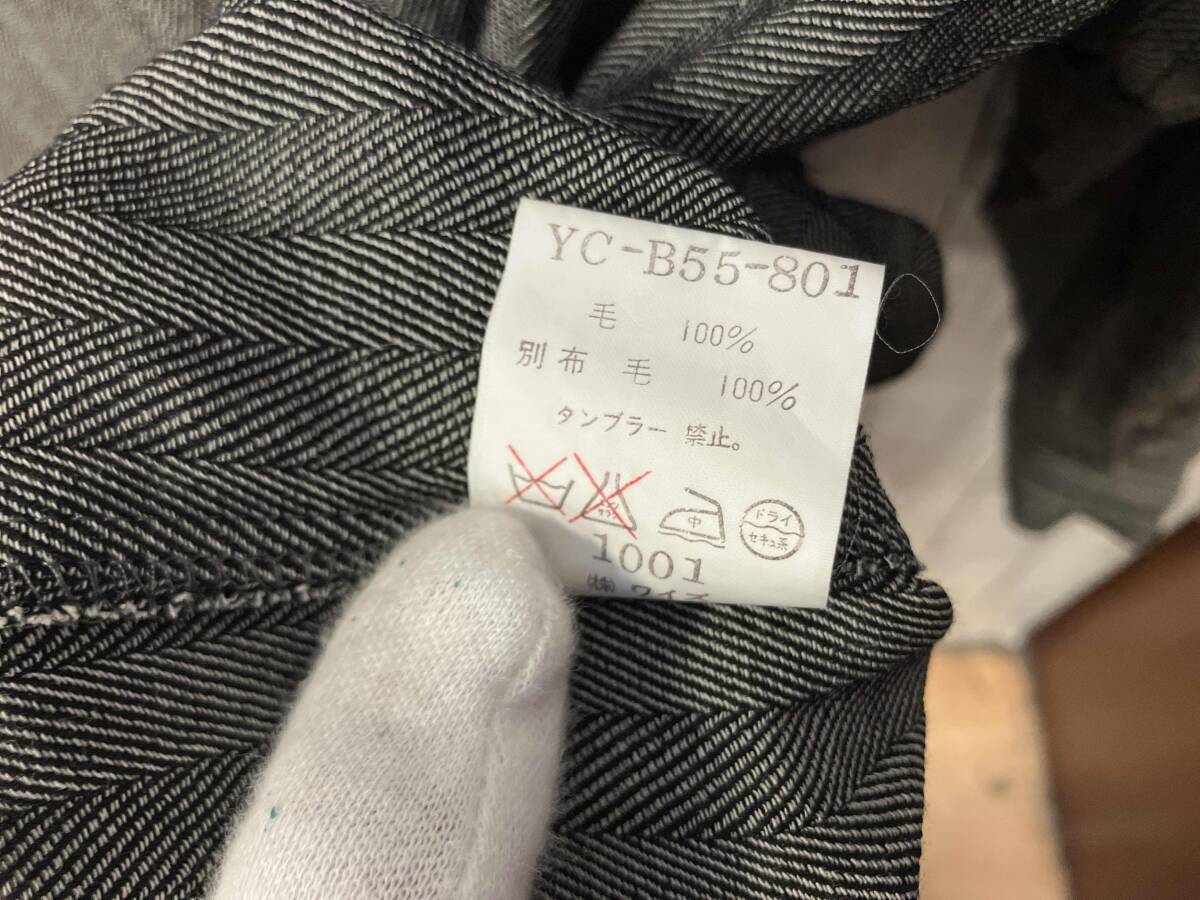 YC-B55-801
毛 100%
別布 毛 100%
タンブラー 禁止。
中
ドライ
セキュ系
1001
(株) ワイズ